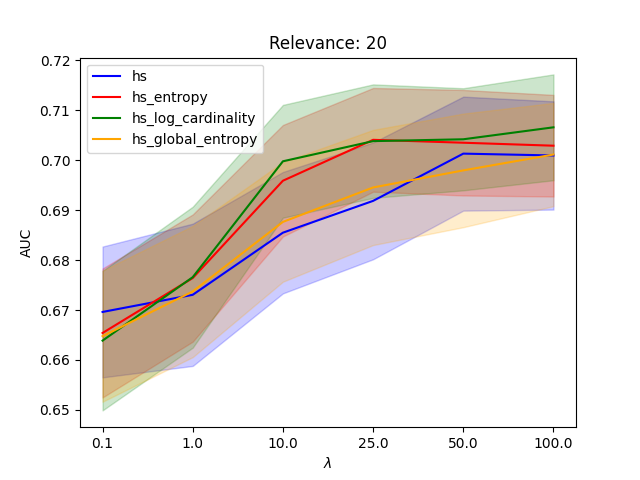 Relevance: 20
hs
hs_entropy
hs_log_cardinality
hs_global_entropy
AUC
0.72
0.71
0.70
0.69
0.68
0.67
0.66
0.65
0.1 1.0 10.0 25.0 50.0 100.0
λ